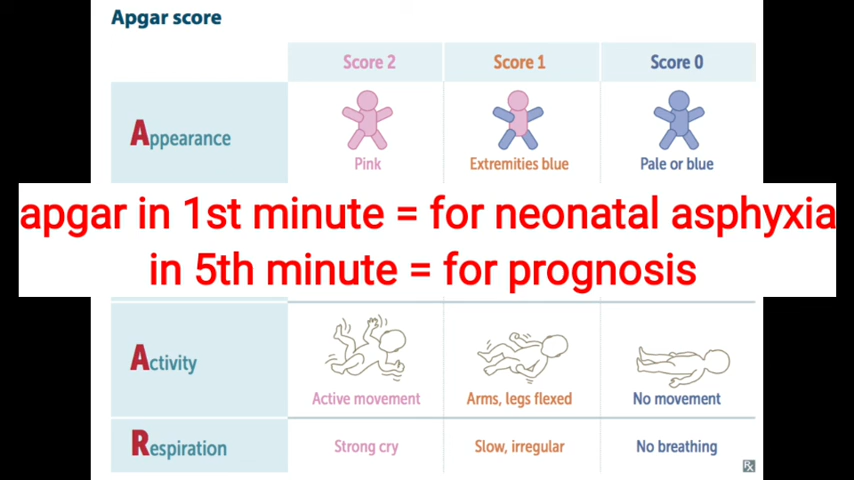 Apgar score
Score 2 Score 1 Score 0
Appearance
Pink Extremities blue Pale or blue
apgar in 1st minute = for neonatal asphyxia
in 5th minute = for prognosis
Activity
Active movement Arms, legs flexed No movement
Respiration Strong cry Slow, irregular No breathing
Rx